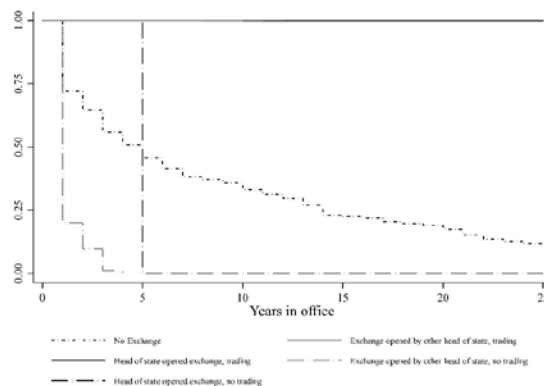 1.00
0.75
0.50
0.25
0.00
0 5 10 15 20 25
Years in office
No Exchange
Exchange opened by other head of state, trading
Head of state opened exchange, trading
Exchange opened by other head of state, no trading
Head of state opened exchange, no trading